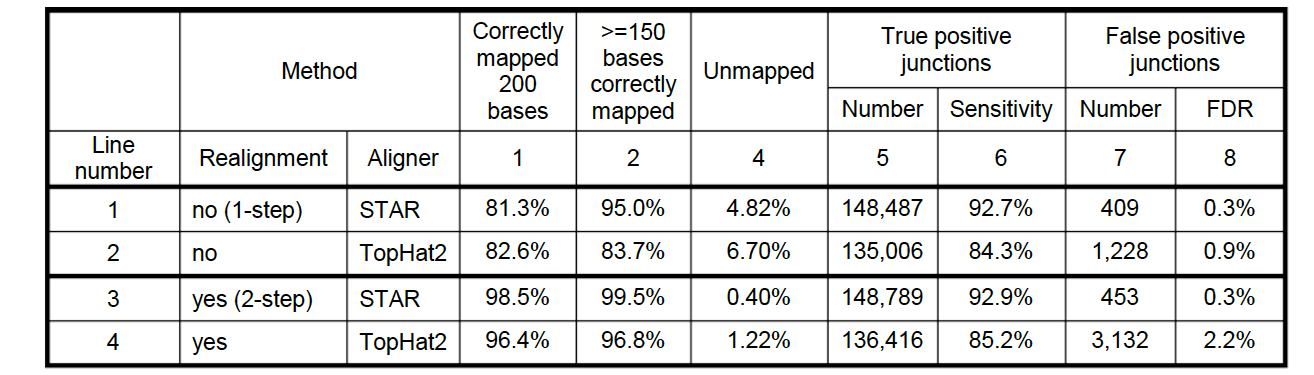 Method Correctly mapped 200 bases >=150 bases correctly mapped Unmapped True positive junctions False positive junctions
Number Sensitivity Number FDR
Line number Realignment Aligner 1 2 4 5 6 7 8
1 no (1-step) STAR 81.3% 95.0% 4.82% 148,487 92.7% 409 0.3%
2 no TopHat2 82.6% 83.7% 6.70% 135,006 84.3% 1,228 0.9%
3 yes (2-step) STAR 98.5% 99.5% 0.40% 148,789 92.9% 453 0.3%
4 yes TopHat2 96.4% 96.8% 1.22% 136,416 85.2% 3,132 2.2%